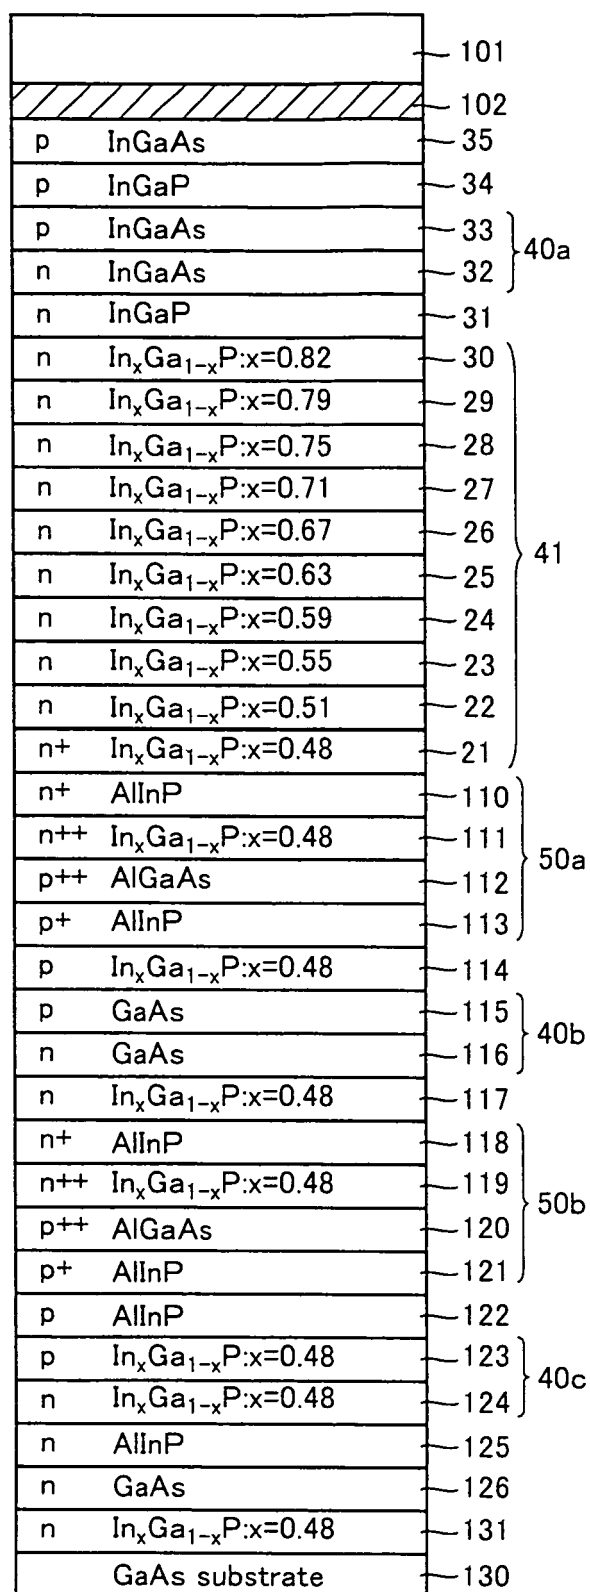 101
102
p InGaAs 35
p InGaP 34
p InGaAs 33
n InGaAs 32
40a
n InGaP 31
n InₓGa₁₋ₓP:x=0.82 30
n InₓGa₁₋ₓP:x=0.79 29
n InₓGa₁₋ₓP:x=0.75 28
n InₓGa₁₋ₓP:x=0.71 27
n InₓGa₁₋ₓP:x=0.67 26
n InₓGa₁₋ₓP:x=0.63 25
n InₓGa₁₋ₓP:x=0.59 24
n InₓGa₁₋ₓP:x=0.55 23
n InₓGa₁₋ₓP:x=0.51 22
n+ InₓGa₁₋ₓP:x=0.48 21
41
n+ AlInP 110
n++ InₓGa₁₋ₓP:x=0.48 111
p++ AlGaAs 112
p+ AlInP 113
50a
p InₓGa₁₋ₓP:x=0.48 114
p GaAs 115
n GaAs 116
40b
n InₓGa₁₋ₓP:x=0.48 117
n+ AlInP 118
n++ InₓGa₁₋ₓP:x=0.48 119
p++ AlGaAs 120
p+ AlInP 121
50b
p AlInP 122
p InₓGa₁₋ₓP:x=0.48 123
n InₓGa₁₋ₓP:x=0.48 124
40c
n AlInP 125
n GaAs 126
n InₓGa₁₋ₓP:x=0.48 131
GaAs substrate 130